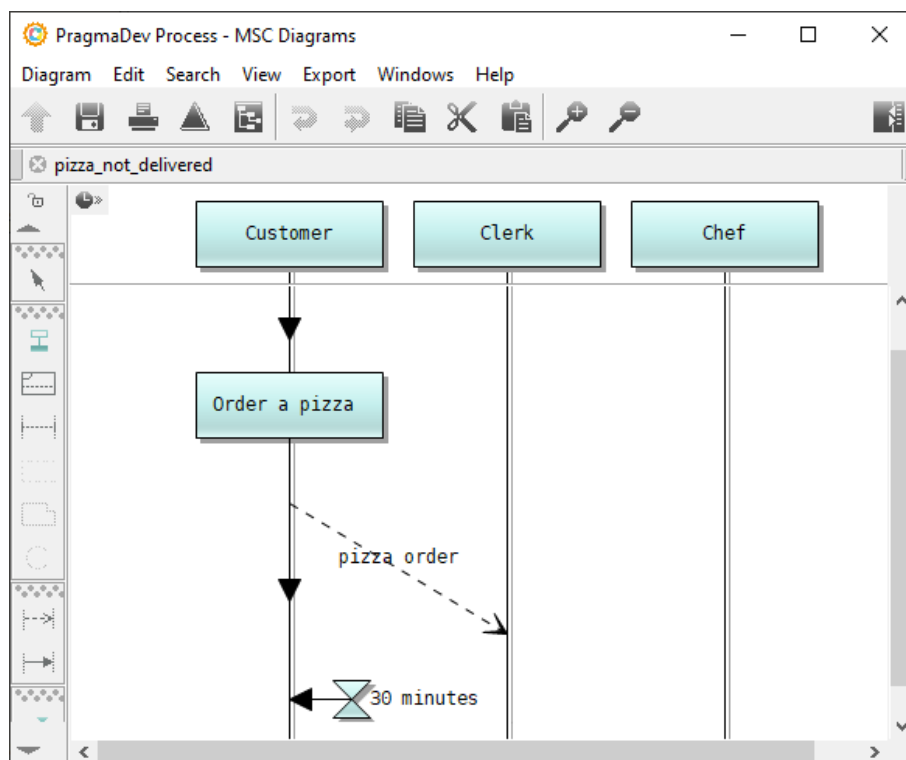 PragmaDev Process - MSC Diagrams
Diagram Edit Search View Export Windows Help
pizza_not_delivered
Customer Clerk Chef
Order a pizza
pizza order
30 minutes